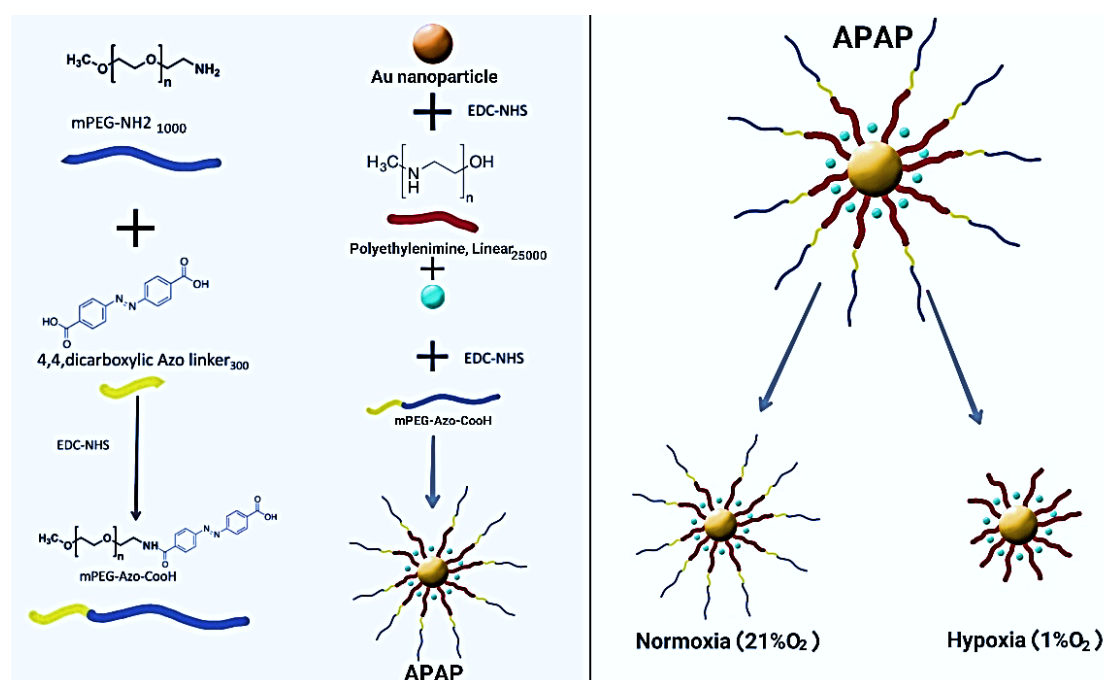 H₃C
O
O
n
NH₂
mPEG-NH2 1000
+
O
OH
N
N
HO
O
4,4,dicarboxylic Azo linker300
EDC-NHS
H₃C
O
O
n
NH
O
N
N
O
OH
mPEG-Azo-CooH
Au nanoparticle
+ EDC-NHS
H₃C
N
H
n
OH
Polyethylenimine, Linear25000
+
+ EDC-NHS
mPEG-Azo-CooH
APAP
APAP
Normoxia (21%O₂)
Hypoxia (1%O₂)